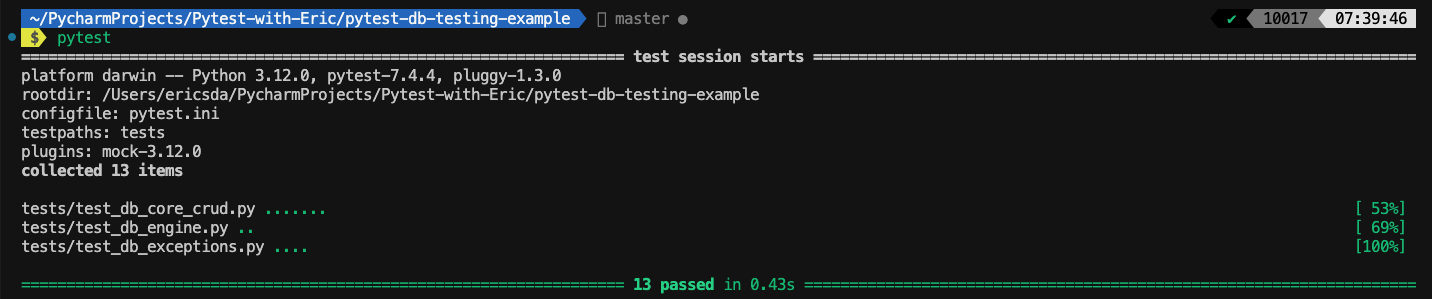 ~/PycharmProjects/Pytest-with-Eric/pytest-db-testing-example master ● ✔ 10017 07:39:46
$ pytest
============================= test session starts =============================
platform darwin -- Python 3.12.0, pytest-7.4.4, pluggy-1.3.0
rootdir: /Users/ericsda/PycharmProjects/Pytest-with-Eric/pytest-db-testing-example
configfile: pytest.ini
testpaths: tests
plugins: mock-3.12.0
collected 13 items
tests/test_db_core_crud.py ....... [ 53%]
tests/test_db_engine.py .. [ 69%]
tests/test_db_exceptions.py .... [100%]
============================= 13 passed in 0.43s =============================